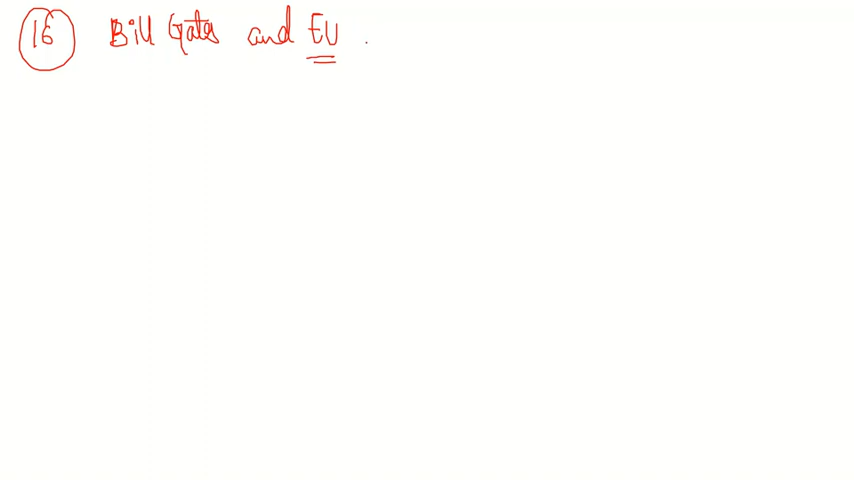 16 Bill Gates and EU .